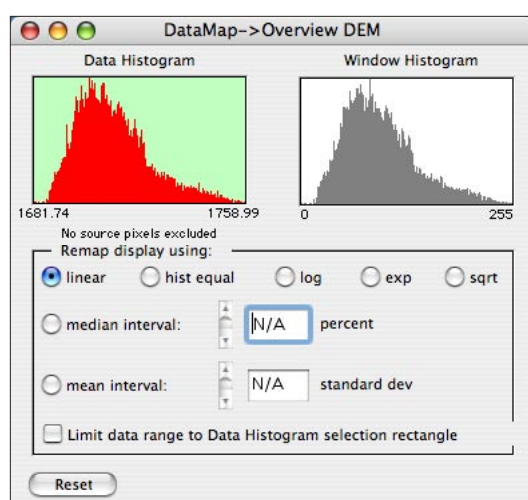 DataMap->Overview DEM
Data Histogram Window Histogram
1681.74 1758.99 0 255
No source pixels excluded
Remap display using:
linear hist equal log exp sqrt
median interval: N/A percent
mean interval: N/A standard dev
Limit data range to Data Histogram selection rectangle
Reset